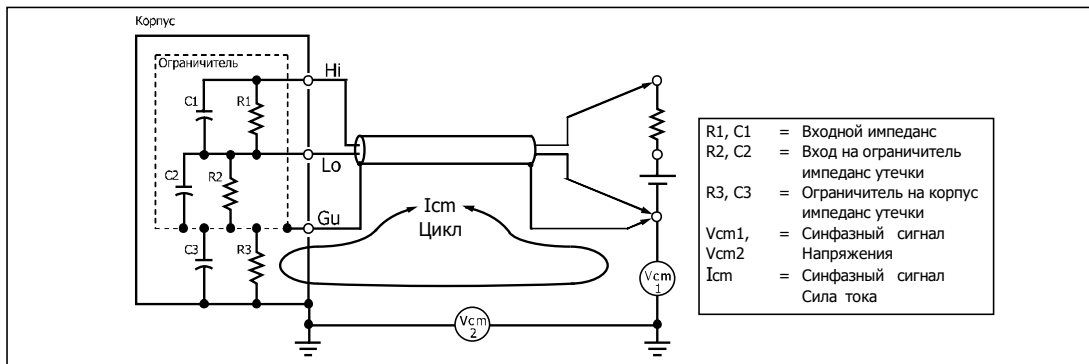 Корпус
Ограничитель
Hi
C1
R1
Lo
C2
R2
Gu
C3
R3
Icm
Цикл
Vcm
1
Vcm
2
R1, C1 = Входной импеданс
R2, C2 = Вход на ограничитель
импеданс утечки
R3, C3 = Ограничитель на корпус
импеданс утечки
Vcm1, = Синфазный сигнал
Vcm2 Напряжения
Icm = Синфазный сигнал
Сила тока